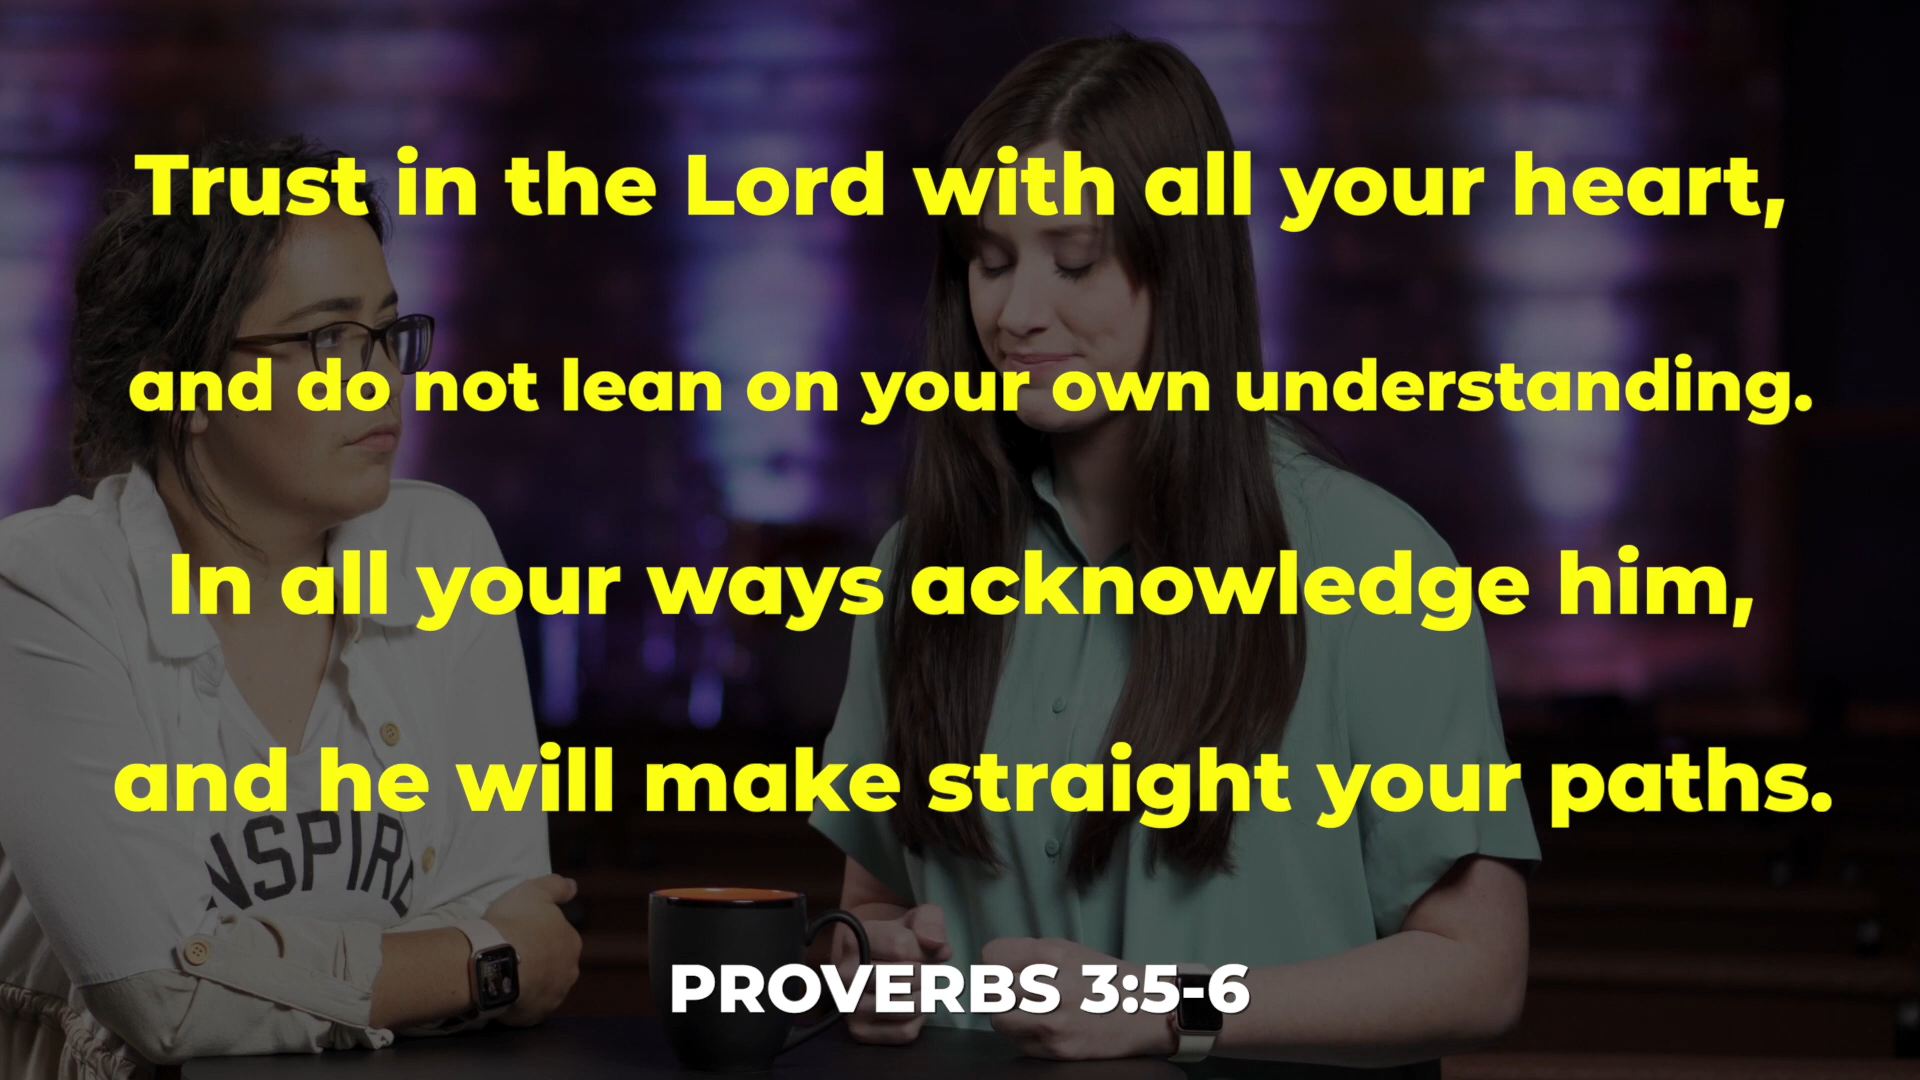 Trust in the Lord with all your heart,
and do not lean on your own understanding.
In all your ways acknowledge him,
and he will make straight your paths.
NSPIR
PROVERBS 3:5-6